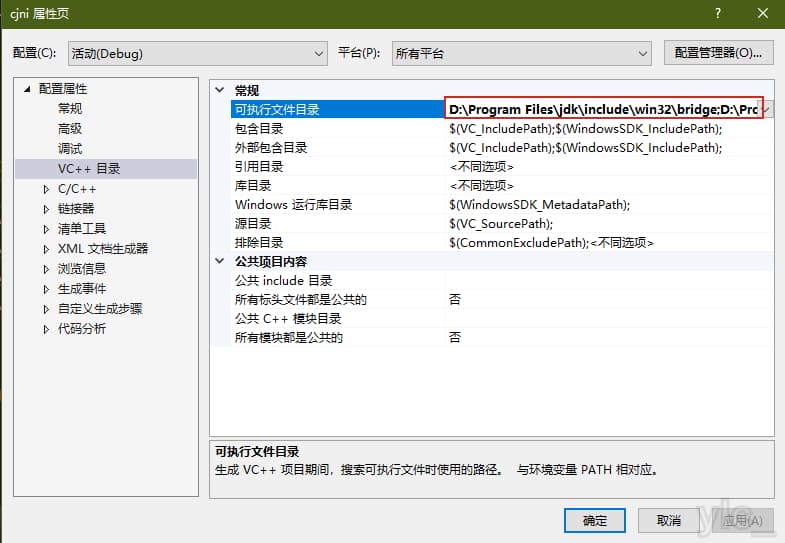 cjni 属性页
配置(C): 活动(Debug) 平台(P): 所有平台 配置管理器(O)...
配置属性
常规
高级
调试
VC++ 目录
C/C++
链接器
清单工具
XML 文档生成器
浏览信息
生成事件
自定义生成步骤
代码分析
常规
可执行文件目录 D:\Program Files\jdk\include\win32\bridge;D:\Pro
包含目录 $(VC_IncludePath);$(WindowsSDK_IncludePath);
外部包含目录 $(VC_IncludePath);$(WindowsSDK_IncludePath);
引用目录 <不同选项>
库目录 <不同选项>
Windows 运行库目录 $(WindowsSDK_MetadataPath);
源目录 $(VC_SourcePath);
排除目录 $(CommonExcludePath);<不同选项>
公共项目内容
公共 include 目录
所有标头文件都是公共的 否
公共 C++ 模块目录
所有模块都是公共的 否
可执行文件目录
生成 VC++ 项目期间，搜索可执行文件时使用的路径。 与环境变量 PATH 相对应。
确定 取消 应用(A)